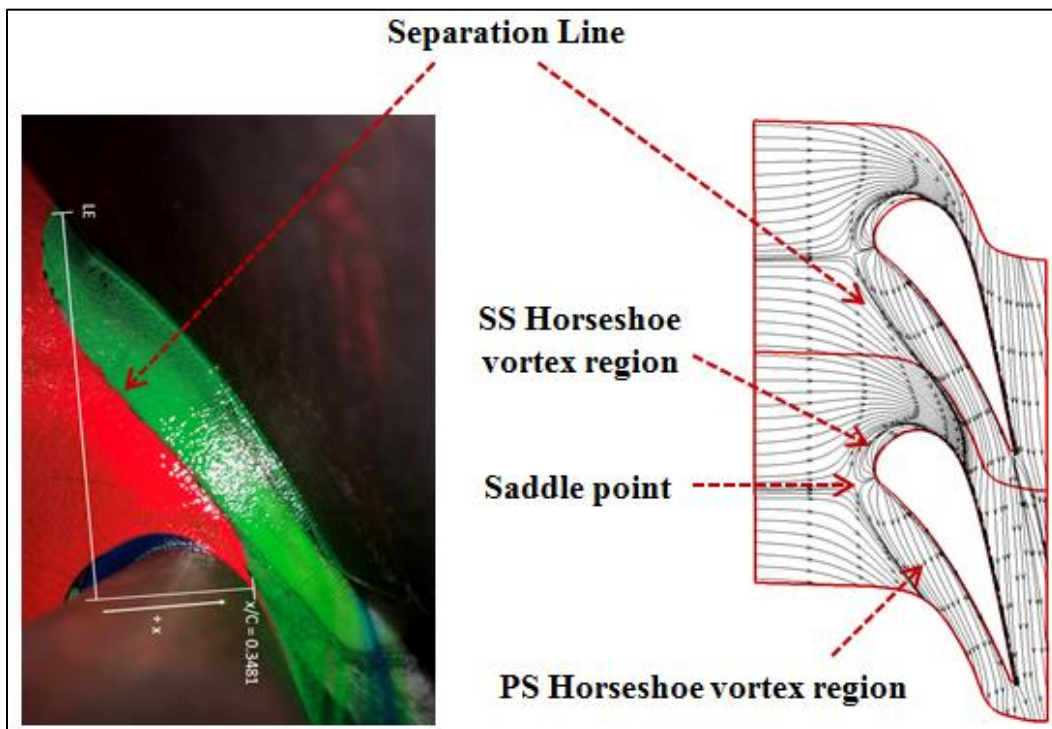 Separation Line
LE
SS Horseshoe
vortex region
Saddle point
+ x
x/C = 0.3481
PS Horseshoe vortex region